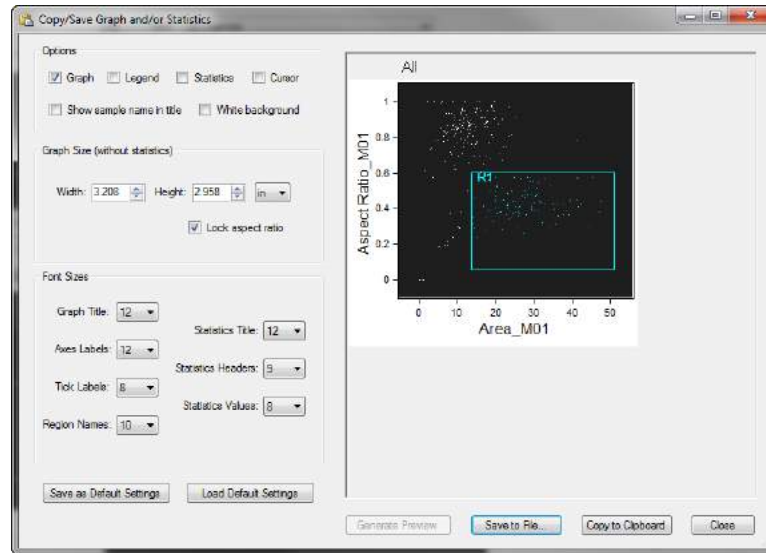 Copy/Save Graph and/or Statistics
Options
Graph Legend Statistics Cursor
Show sample name in title White background
Graph Size (without statistics)
Width: 3.208 Height: 2.958 in
Lock aspect ratio
Font Sizes
Graph Title: 12
Statistics Title: 12
Axes Labels: 12
Statistics Headers: 9
Tick Labels: 8
Statistics Values: 8
Region Names: 10
Save as Default Settings Load Default Settings
All
Aspect Ratio_M01
1
0.8
0.6
0.4
0.2
0
R1
0 10 20 30 40 50
Area_M01
Generate Preview Save to File... Copy to Clipboard Close